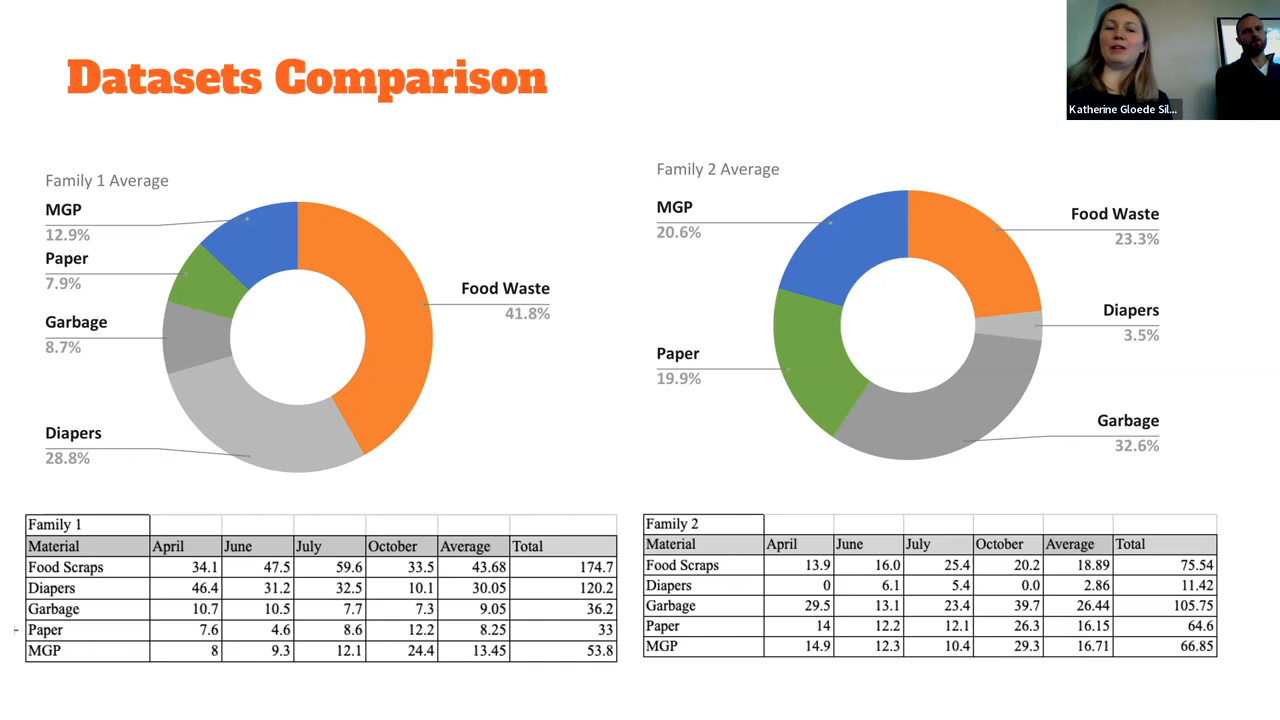 Datasets Comparison
Katherine Gloede Sil...
Family 1 Average
MGP
12.9%
Paper
7.9%
Garbage
8.7%
Diapers
28.8%
Food Waste
41.8%
Family 2 Average
MGP
20.6%
Paper
19.9%
Food Waste
23.3%
Diapers
3.5%
Garbage
32.6%
Family 1
Material April June July October Average Total
Food Scraps 34.1 47.5 59.6 33.5 43.68 174.7
Diapers 46.4 31.2 32.5 10.1 30.05 120.2
Garbage 10.7 10.5 7.7 7.3 9.05 36.2
Paper 7.6 4.6 8.6 12.2 8.25 33
MGP 8 9.3 12.1 24.4 13.45 53.8
Family 2
Material April June July October Average Total
Food Scraps 13.9 16.0 25.4 20.2 18.89 75.54
Diapers 0 6.1 5.4 0.0 2.86 11.42
Garbage 29.5 13.1 23.4 39.7 26.44 105.75
Paper 14 12.2 12.1 26.3 16.15 64.6
MGP 14.9 12.3 10.4 29.3 16.71 66.85